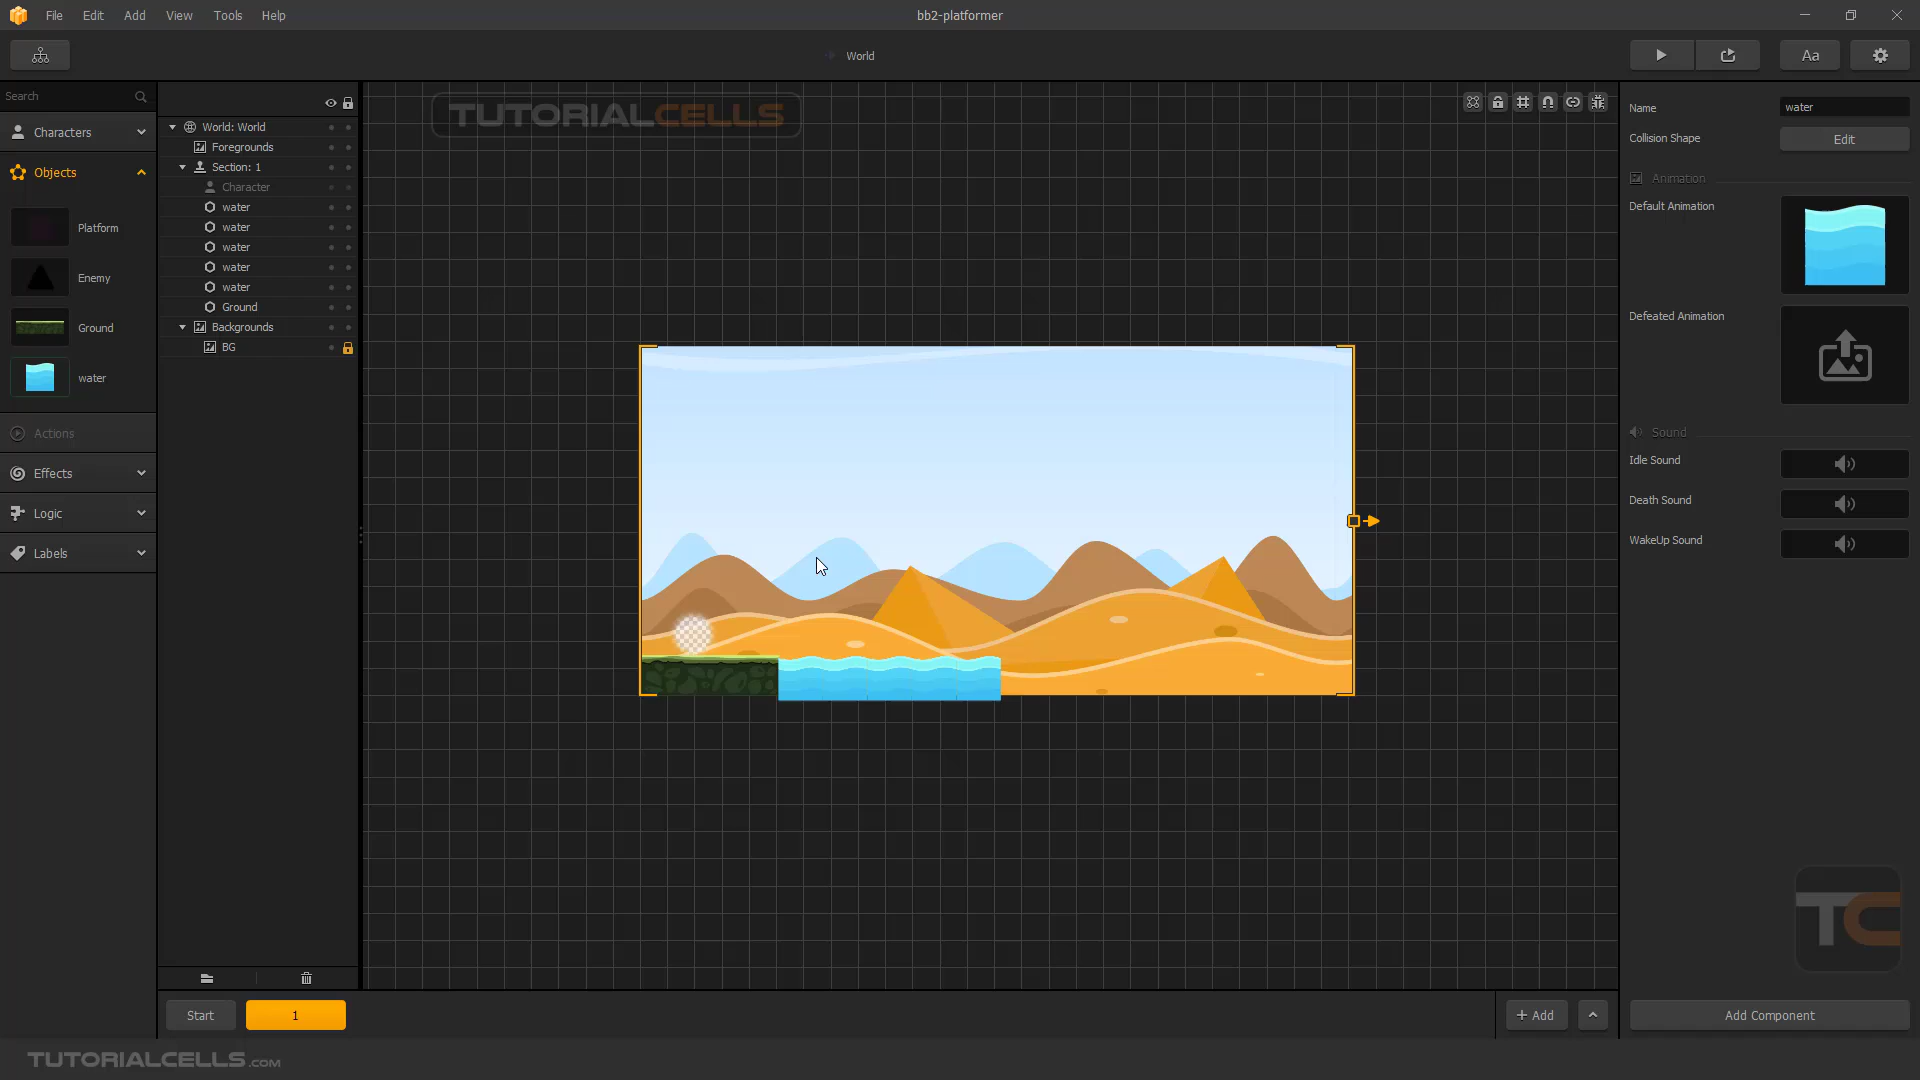 File Edit Add View Tools Help
bb2-platformer
World
Aa
Search
Characters
Objects
Platform
Enemy
Ground
water
Actions
Effects
Logic
Labels
World: World
Foregrounds
Section: 1
Character
water
water
water
water
water
Ground
Backgrounds
BG
TUTORIALCELLS
Name water
Collision Shape Edit
Animation
Default Animation
Defeated Animation
Sound
Idle Sound
Death Sound
WakeUp Sound
TC
Start 1
+ Add
Add Component
TUTORIALCELLS.COM